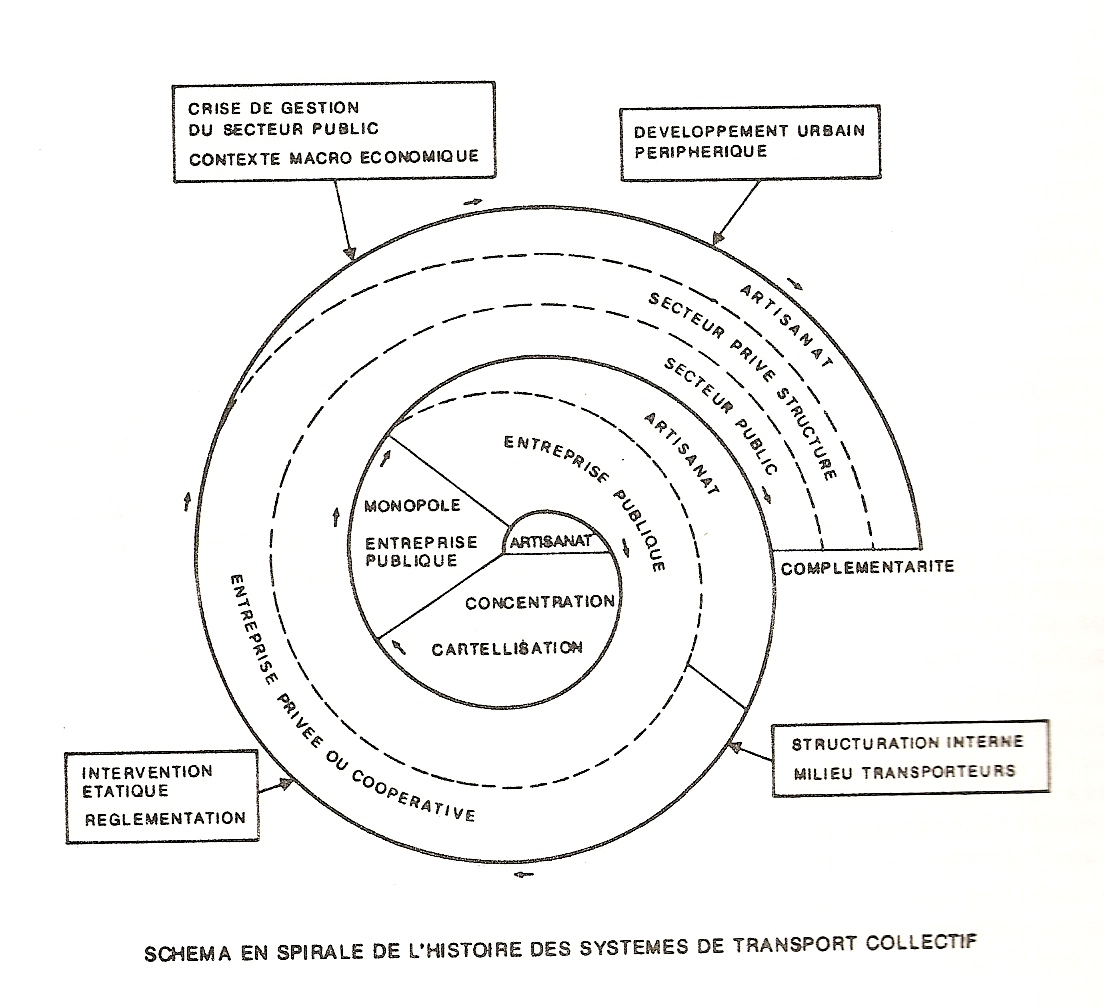 CRISE DE GESTION
DU SECTEUR PUBLIC
CONTEXTE MACRO ECONOMIQUE
DEVELOPPEMENT URBAIN
PERIPHERIQUE
ARTISANAT
SECTEUR PRIVE STRUCTURE
SECTEUR PUBLIC
ARTISANAT
ENTREPRISE PUBLIQUE
MONOPOLE
ENTREPRISE
PUBLIQUE
ARTISANAT
COMPLEMENTARITE
CONCENTRATION
CARTELLISATION
ENTREPRISE PRIVEE OU COOPERATIVE
STRUCTURATION INTERNE
MILIEU TRANSPORTEURS
INTERVENTION
ETATIQUE
REGLEMENTATION
SCHEMA EN SPIRALE DE L'HISTOIRE DES SYSTEMES DE TRANSPORT COLLECTIF